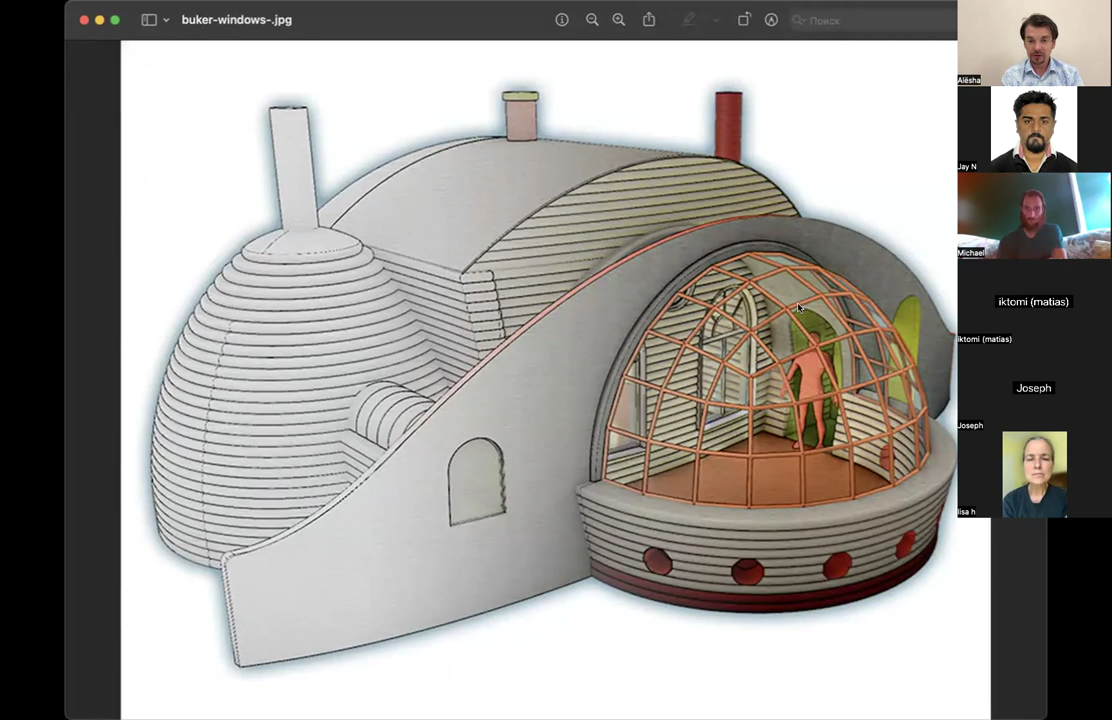 buker-windows-.jpg
Поиск
Alësha
Jay N
Michael
iktomi (matias)
iktomi (matias)
Joseph
Joseph
lisa h